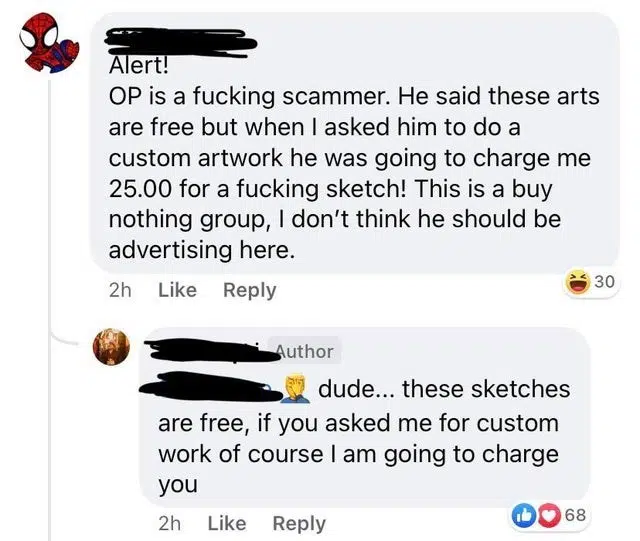 Alert!
OP is a fucking scammer. He said these arts
are free but when I asked him to do a
custom artwork he was going to charge me
25.00 for a fucking sketch! This is a buy
nothing group, I don’t think he should be
advertising here.
2h Like Reply 30
Author
🤦 dude... these sketches
are free, if you asked me for custom
work of course I am going to charge
you
2h Like Reply 68